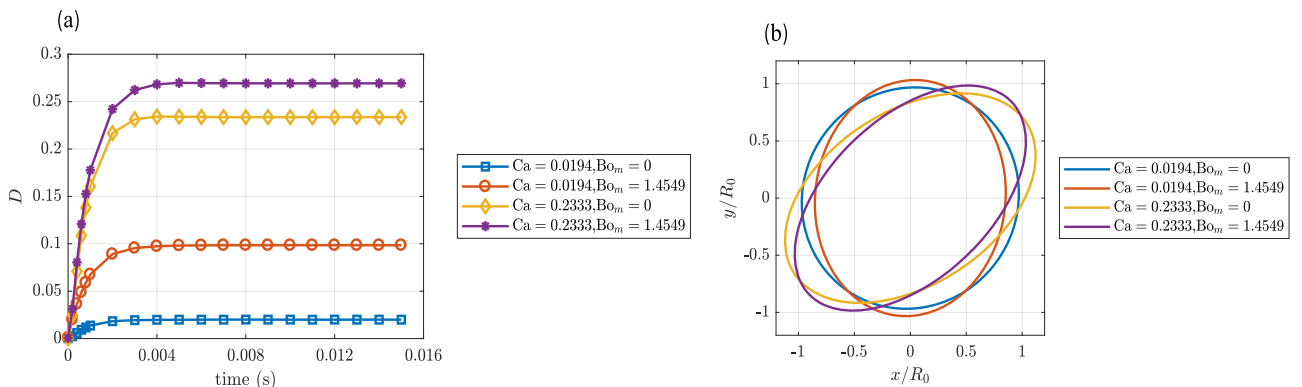 (a)
0.3
0.25
0.2
0.15
0.1
0.05
0
D
0 0.004 0.008 0.012 0.016
time (s)
Ca = 0.0194,Bo_m = 0
Ca = 0.0194,Bo_m = 1.4549
Ca = 0.2333,Bo_m = 0
Ca = 0.2333,Bo_m = 1.4549
(b)
1
0.5
0
-0.5
-1
y/R_0
-1 -0.5 0 0.5 1
x/R_0
Ca = 0.0194,Bo_m = 0
Ca = 0.0194,Bo_m = 1.4549
Ca = 0.2333,Bo_m = 0
Ca = 0.2333,Bo_m = 1.4549